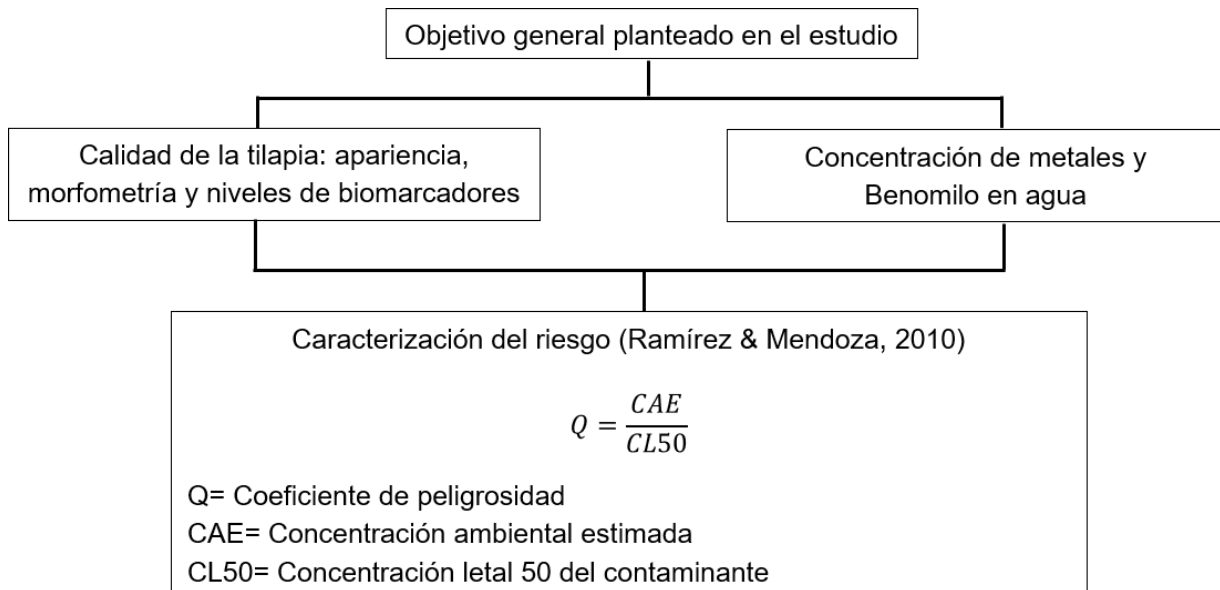 Objetivo general planteado en el estudio
Calidad de la tilapia: apariencia,
morfometría y niveles de biomarcadores
Concentración de metales y
Benomilo en agua
Caracterización del riesgo (Ramírez & Mendoza, 2010)
Q = CAE / CL50
Q= Coeficiente de peligrosidad
CAE= Concentración ambiental estimada
CL50= Concentración letal 50 del contaminante